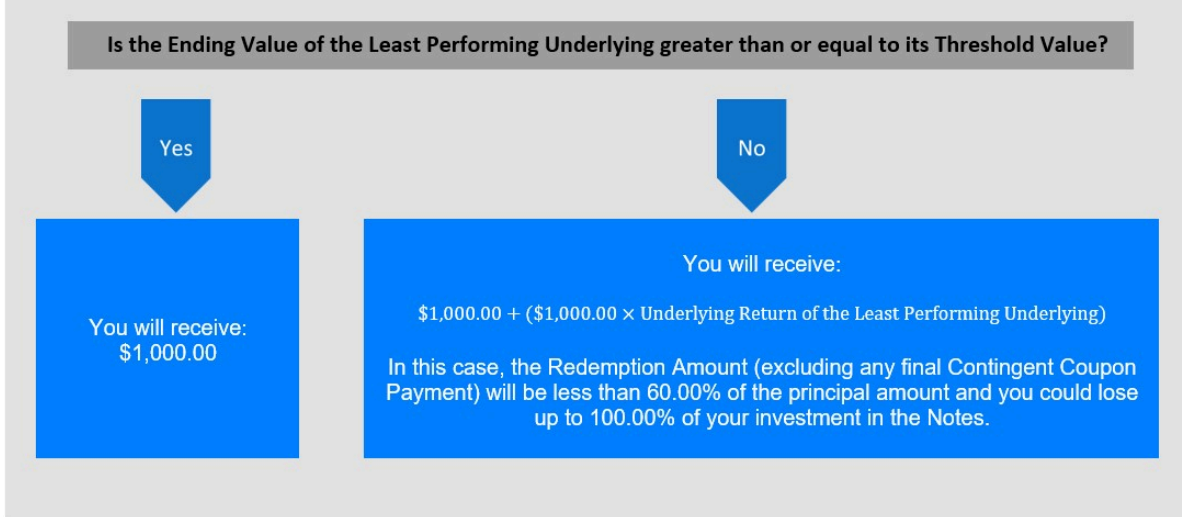 Is the Ending Value of the Least Performing Underlying greater than or equal to its Threshold Value?
Yes
No
You will receive:
$1,000.00
You will receive:
$1,000.00 + ($1,000.00 × Underlying Return of the Least Performing Underlying)
In this case, the Redemption Amount (excluding any final Contingent Coupon
Payment) will be less than 60.00% of the principal amount and you could lose
up to 100.00% of your investment in the Notes.